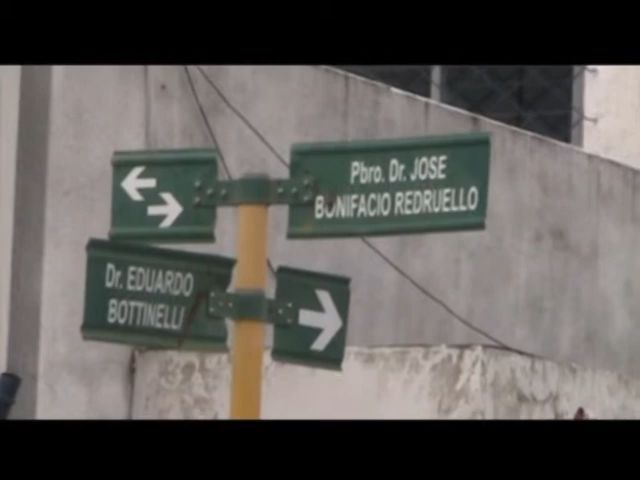 Pbro. Dr. JOSE
BONIFACIO REDRUELLO
Dr. EDUARDO
BOTTINELLI